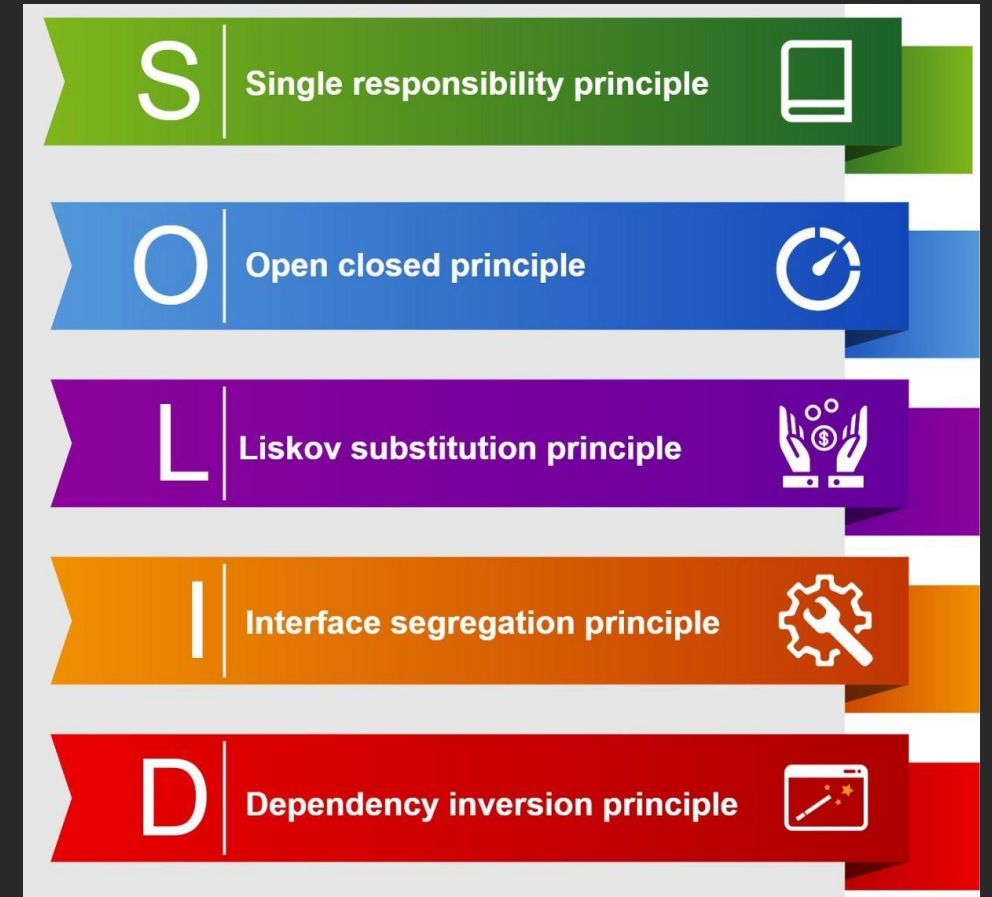 S Single responsibility principle
O Open closed principle
L Liskov substitution principle
$
I Interface segregation principle
D Dependency inversion principle